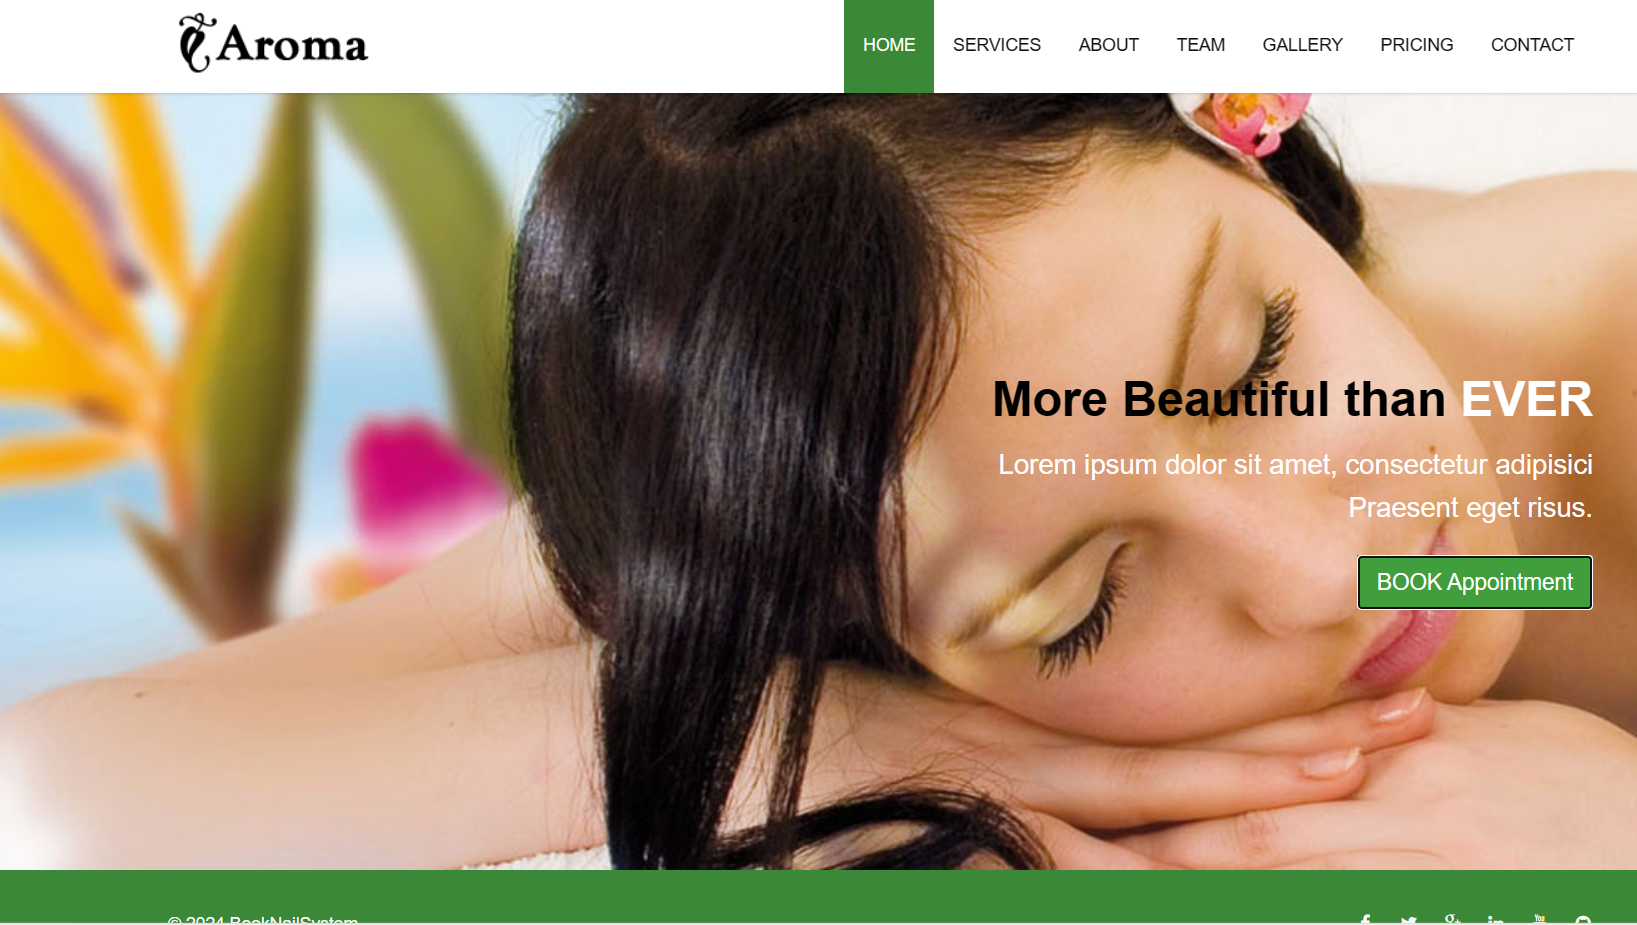 Aroma
HOME SERVICES ABOUT TEAM GALLERY PRICING CONTACT
More Beautiful than EVER
Lorem ipsum dolor sit amet, consectetur adipisici
Praesent eget risus.
BOOK Appointment
© 2024 BookNailSystem
You